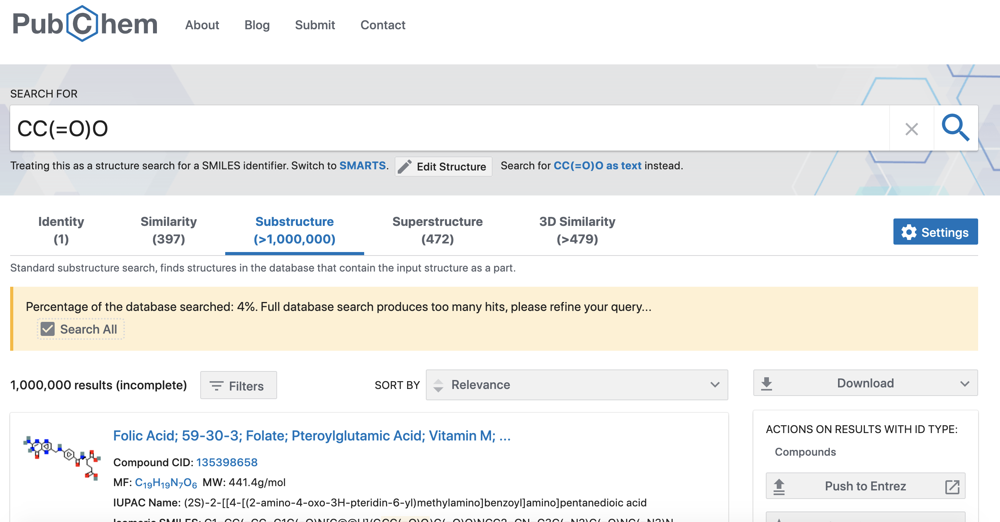 PubChem About Blog Submit Contact
SEARCH FOR
CC(=O)O
Treating this as a structure search for a SMILES identifier. Switch to SMARTS. Edit Structure Search for CC(=O)O as text instead.
Identity Similarity Substructure Superstructure 3D Similarity
(1) (397) (>1,000,000) (472) (>479)
Settings
Standard substructure search, finds structures in the database that contain the input structure as a part.
Percentage of the database searched: 4%. Full database search produces too many hits, please refine your query...
Search All
1,000,000 results (incomplete) Filters SORT BY Relevance Download
Folic Acid; 59-30-3; Folate; Pteroylglutamic Acid; Vitamin M; ...
Compound CID: 135398658
MF: C₁₉H₁₉N₇O₆ MW: 441.4g/mol
IUPAC Name: (2S)-2-[[4-[(2-amino-4-oxo-3H-pteridin-6-yl)methylamino]benzoyl]amino]pentanedioic acid
Isomeric SMILES:
ACTIONS ON RESULTS WITH ID TYPE:
Compounds
Push to Entrez